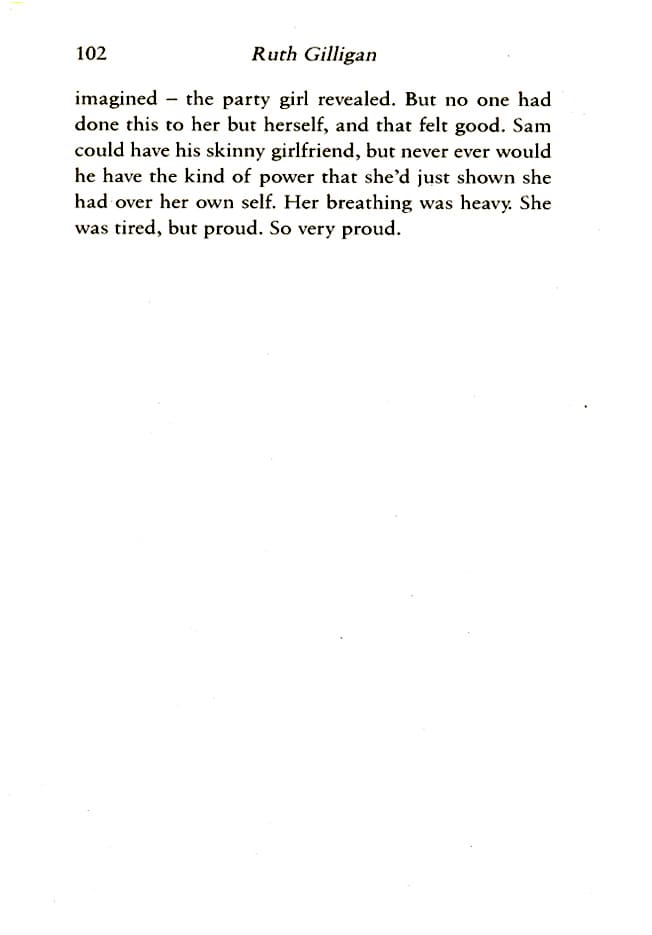 102 Ruth Gilligan
imagined – the party girl revealed. But no one had
done this to her but herself, and that felt good. Sam
could have his skinny girlfriend, but never ever would
he have the kind of power that she'd just shown she
had over her own self. Her breathing was heavy. She
was tired, but proud. So very proud.